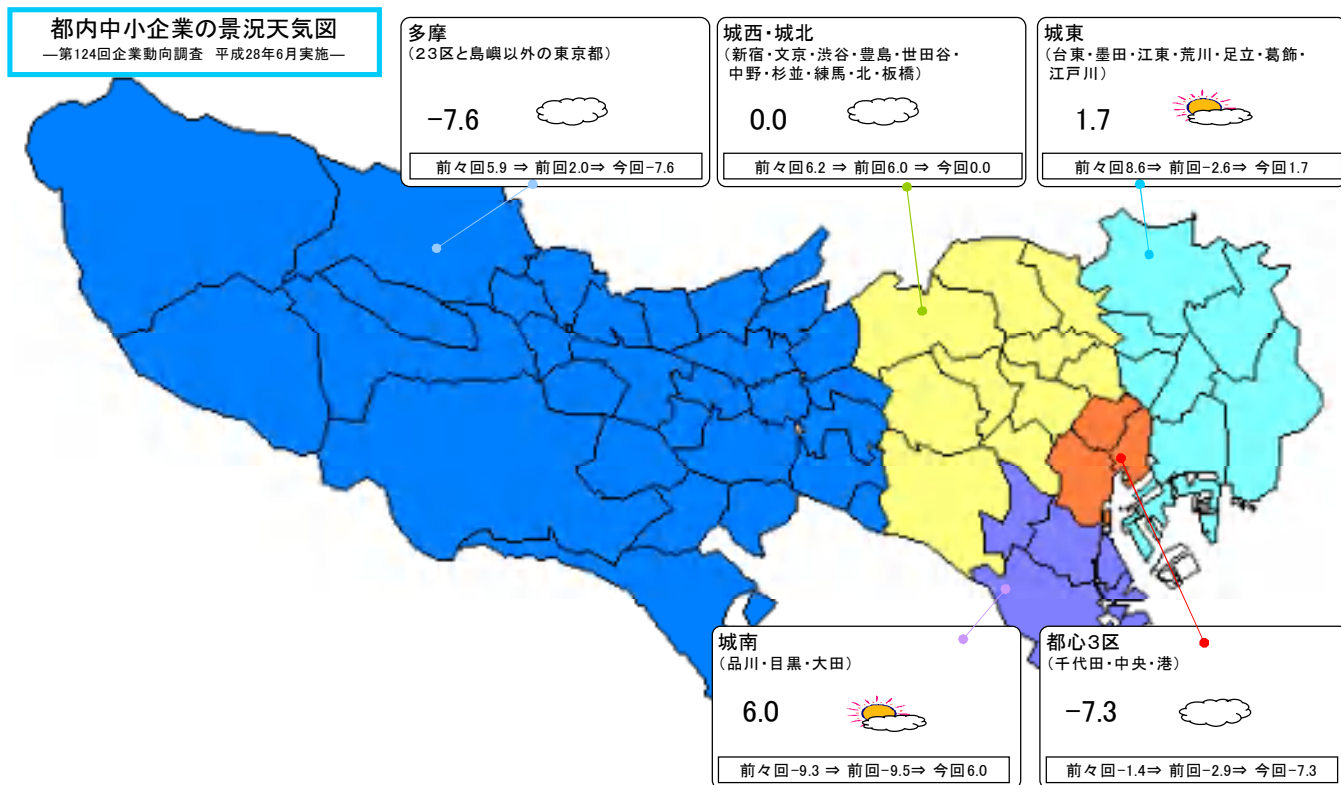 都内中小企業の景況天気図
―第124回企業動向調査 平成28年6月実施―
多摩
(23区と島嶼以外の東京都)
-7.6
前々回5.9 ⇒ 前回2.0⇒ 今回-7.6
城西・城北
(新宿・文京・渋谷・豊島・世田谷・
中野・杉並・練馬・北・板橋)
0.0
前々回6.2 ⇒ 前回6.0 ⇒ 今回0.0
城東
(台東・墨田・江東・荒川・足立・葛飾・
江戸川)
1.7
前々回8.6⇒ 前回-2.6⇒ 今回1.7
城南
(品川・目黒・大田)
6.0
前々回-9.3 ⇒ 前回-9.5⇒ 今回6.0
都心3区
(千代田・中央・港)
-7.3
前々回-1.4⇒ 前回-2.9⇒ 今回-7.3